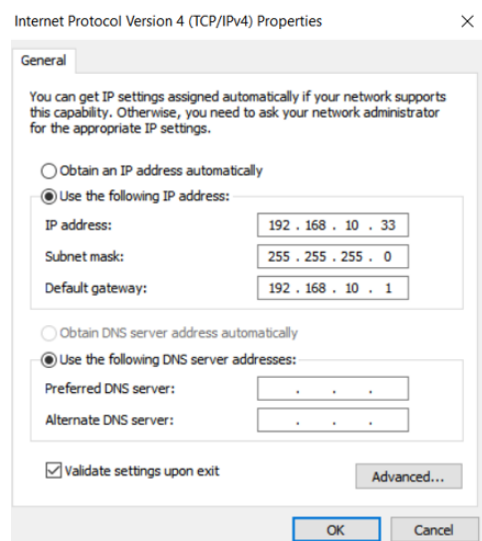 Internet Protocol Version 4 (TCP/IPv4) Properties
General
You can get IP settings assigned automatically if your network supports
this capability. Otherwise, you need to ask your network administrator
for the appropriate IP settings.
Obtain an IP address automatically
Use the following IP address:
IP address: 192 . 168 . 10 . 33
Subnet mask: 255 . 255 . 255 . 0
Default gateway: 192 . 168 . 10 . 1
Obtain DNS server address automatically
Use the following DNS server addresses:
Preferred DNS server: . . .
Alternate DNS server: . . .
Validate settings upon exit
Advanced...
OK Cancel